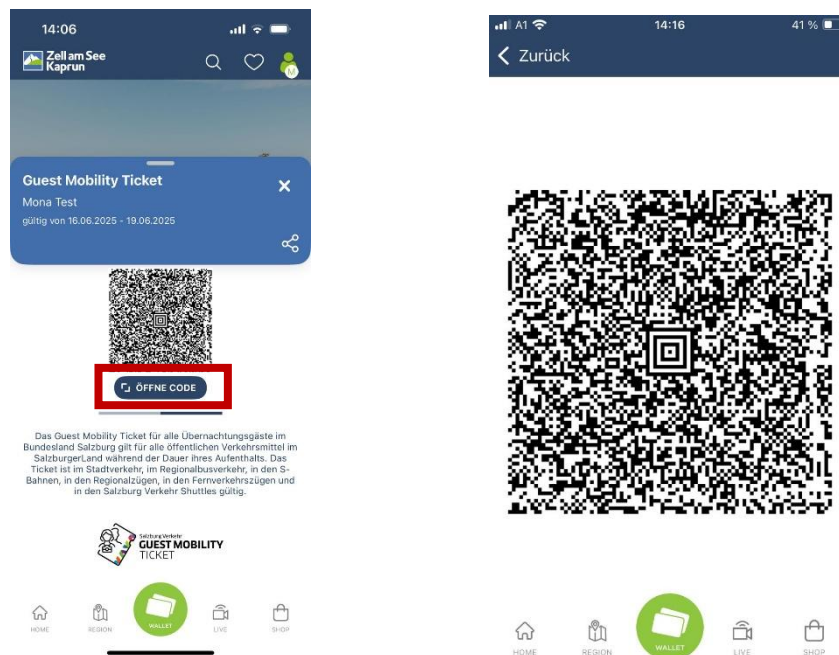 14:06
Zell am See
Kaprun
M
Guest Mobility Ticket
Mona Test
gültig von 16.06.2025 - 19.06.2025
ÖFFNE CODE
Das Guest Mobility Ticket für alle Übernachtungsgäste im
Bundesland Salzburg gilt für alle öffentlichen Verkehrsmittel im
SalzburgerLand während der Dauer ihres Aufenthalts. Das
Ticket ist im Stadtverkehr, im Regionalbusverkehr, in den S-
Bahnen, in den Regionalzügen, in den Fernverkehrszügen und
in den Salzburg Verkehr Shuttles gültig.
Salzburg Verkehr
GUEST MOBILITY
TICKET
HOME REGION WALLET LIVE SHOP
A1 14:16 41 %
Zurück
HOME REGION WALLET LIVE SHOP